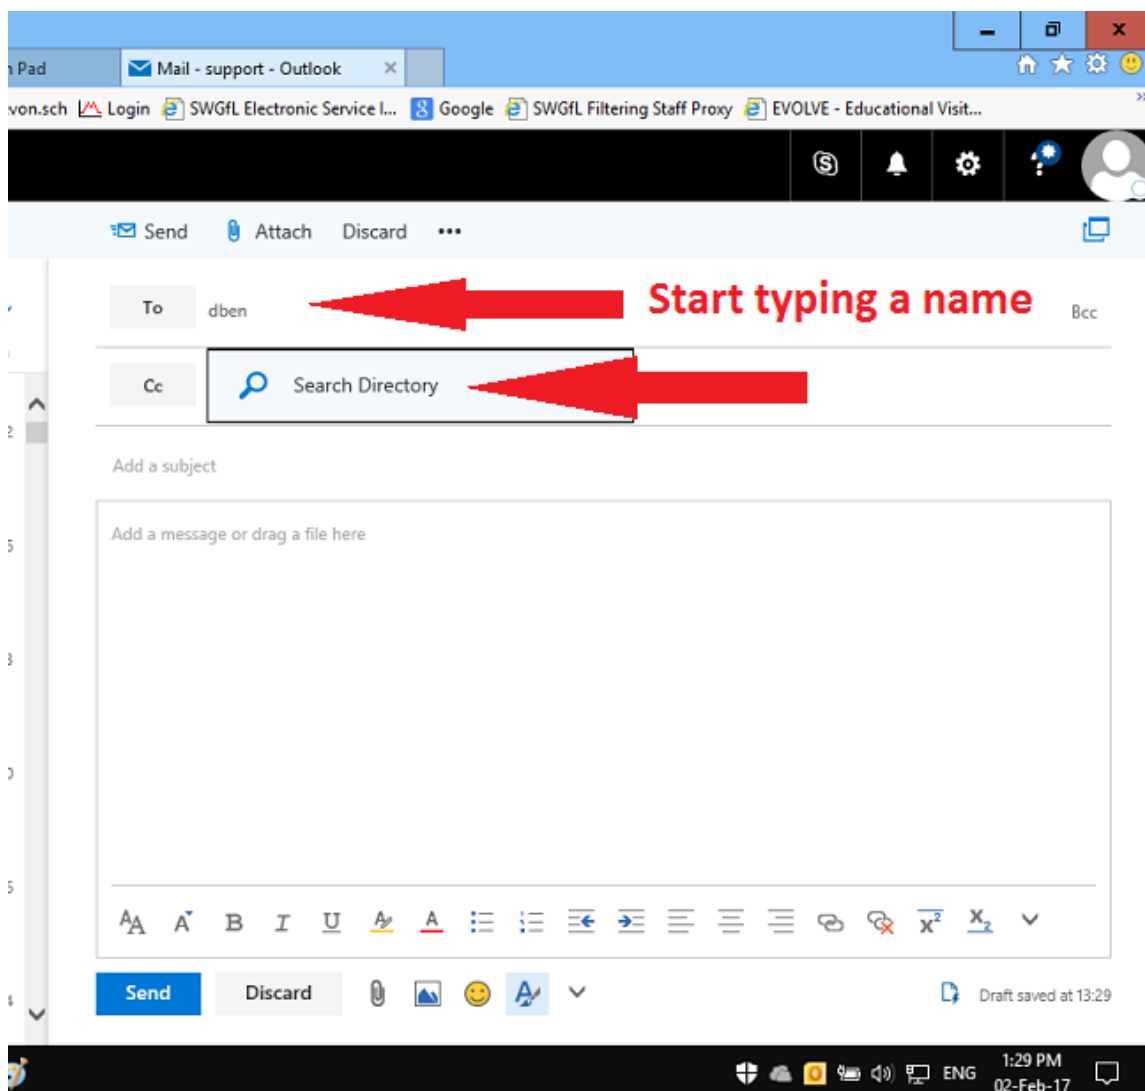 n Pad Mail - support - Outlook
von.sch Login SWGfL Electronic Service I... Google SWGfL Filtering Staff Proxy EVOLVE - Educational Visit...
Send Attach Discard •••
To dben Start typing a name Bcc
Cc Search Directory
Add a subject
Add a message or drag a file here
Send Discard Draft saved at 13:29
ENG 1:29 PM
02-Feb-17